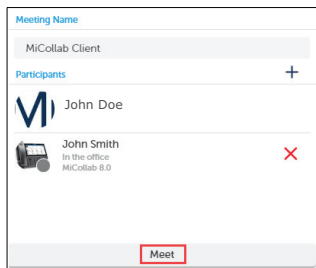 Meeting Name
MiCollab Client
Participants
John Doe
John Smith
In the office
MiCollab 8.0
Meet